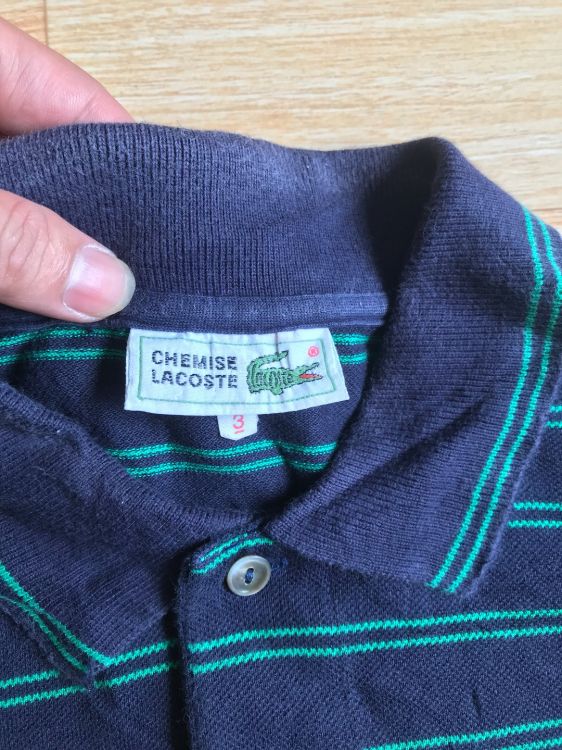 CHEMISE
LACOSTE
®
3